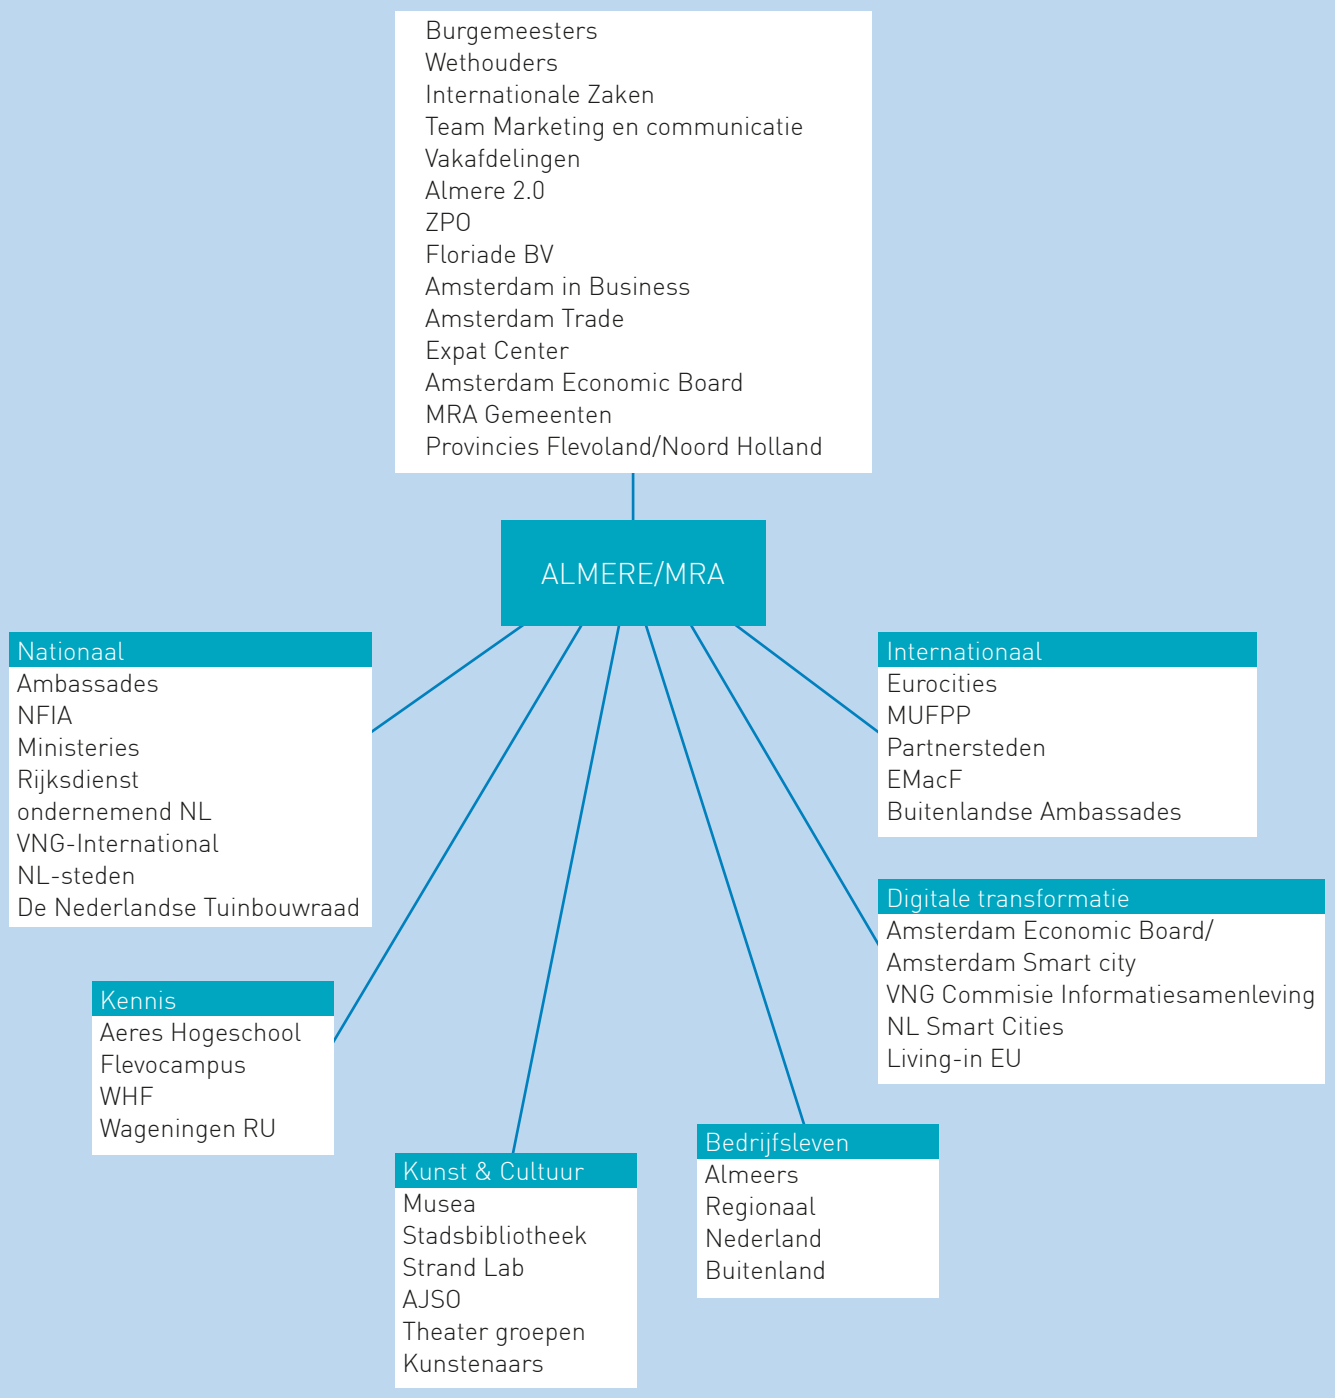 Burgemeesters
Wethouders
Internationale Zaken
Team Marketing en communicatie
Vakafdelingen
Almere 2.0
ZPO
Floriade BV
Amsterdam in Business
Amsterdam Trade
Expat Center
Amsterdam Economic Board
MRA Gemeenten
Provincies Flevoland/Noord Holland
ALMERE/MRA
Nationaal
Ambassades
NFIA
Ministeries
Rijksdienst
ondernemend NL
VNG-International
NL-steden
De Nederlandse Tuinbouwraad
Internationaal
Eurocities
MUFPP
Partnersteden
EMacF
Buitenlandse Ambassades
Digitale transformatie
Amsterdam Economic Board/
Amsterdam Smart city
VNG Commisie Informatiesamenleving
NL Smart Cities
Living-in EU
Kennis
Aeres Hogeschool
Flevocampus
WHF
Wageningen RU
Kunst & Cultuur
Musea
Stadsbibliotheek
Strand Lab
AJSO
Theater groepen
Kunstenaars
Bedrijfsleven
Almeers
Regionaal
Nederland
Buitenland